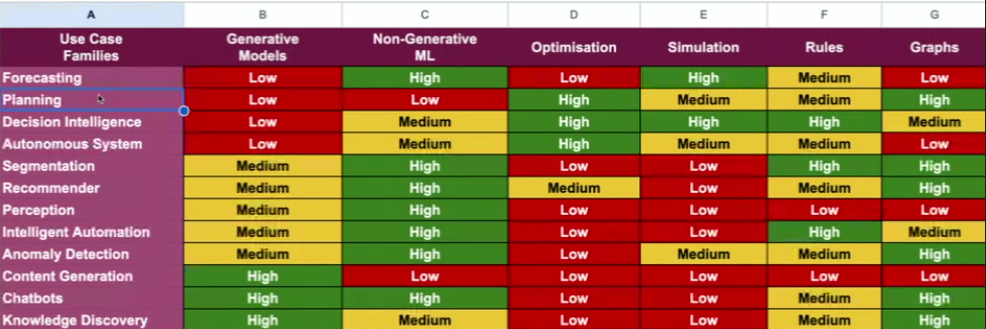 A B C D E F G
Use Case Families Generative Models Non-Generative ML Optimisation Simulation Rules Graphs
Forecasting Low High Low High Medium Low
Planning Low Low High Medium Medium High
Decision Intelligence Low Medium High High High Medium
Autonomous System Low Medium High Medium Medium Low
Segmentation Medium High Low Low High High
Recommender Medium High Medium Low Medium High
Perception Medium High Low Low Low Low
Intelligent Automation Medium High Low Low High Medium
Anomaly Detection Medium High Low Medium Medium High
Content Generation High Low Low Low Low Low
Chatbots High High Low Low Medium High
Knowledge Discovery High Medium Low Low Medium High